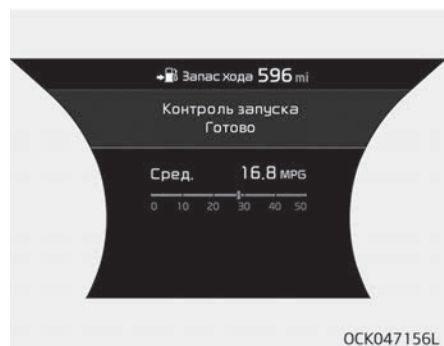 Запас хода 596 mi
Контроль запуска
Готово
Сред. 16.8 MPG
0 10 20 30 40 50
OCK047156L